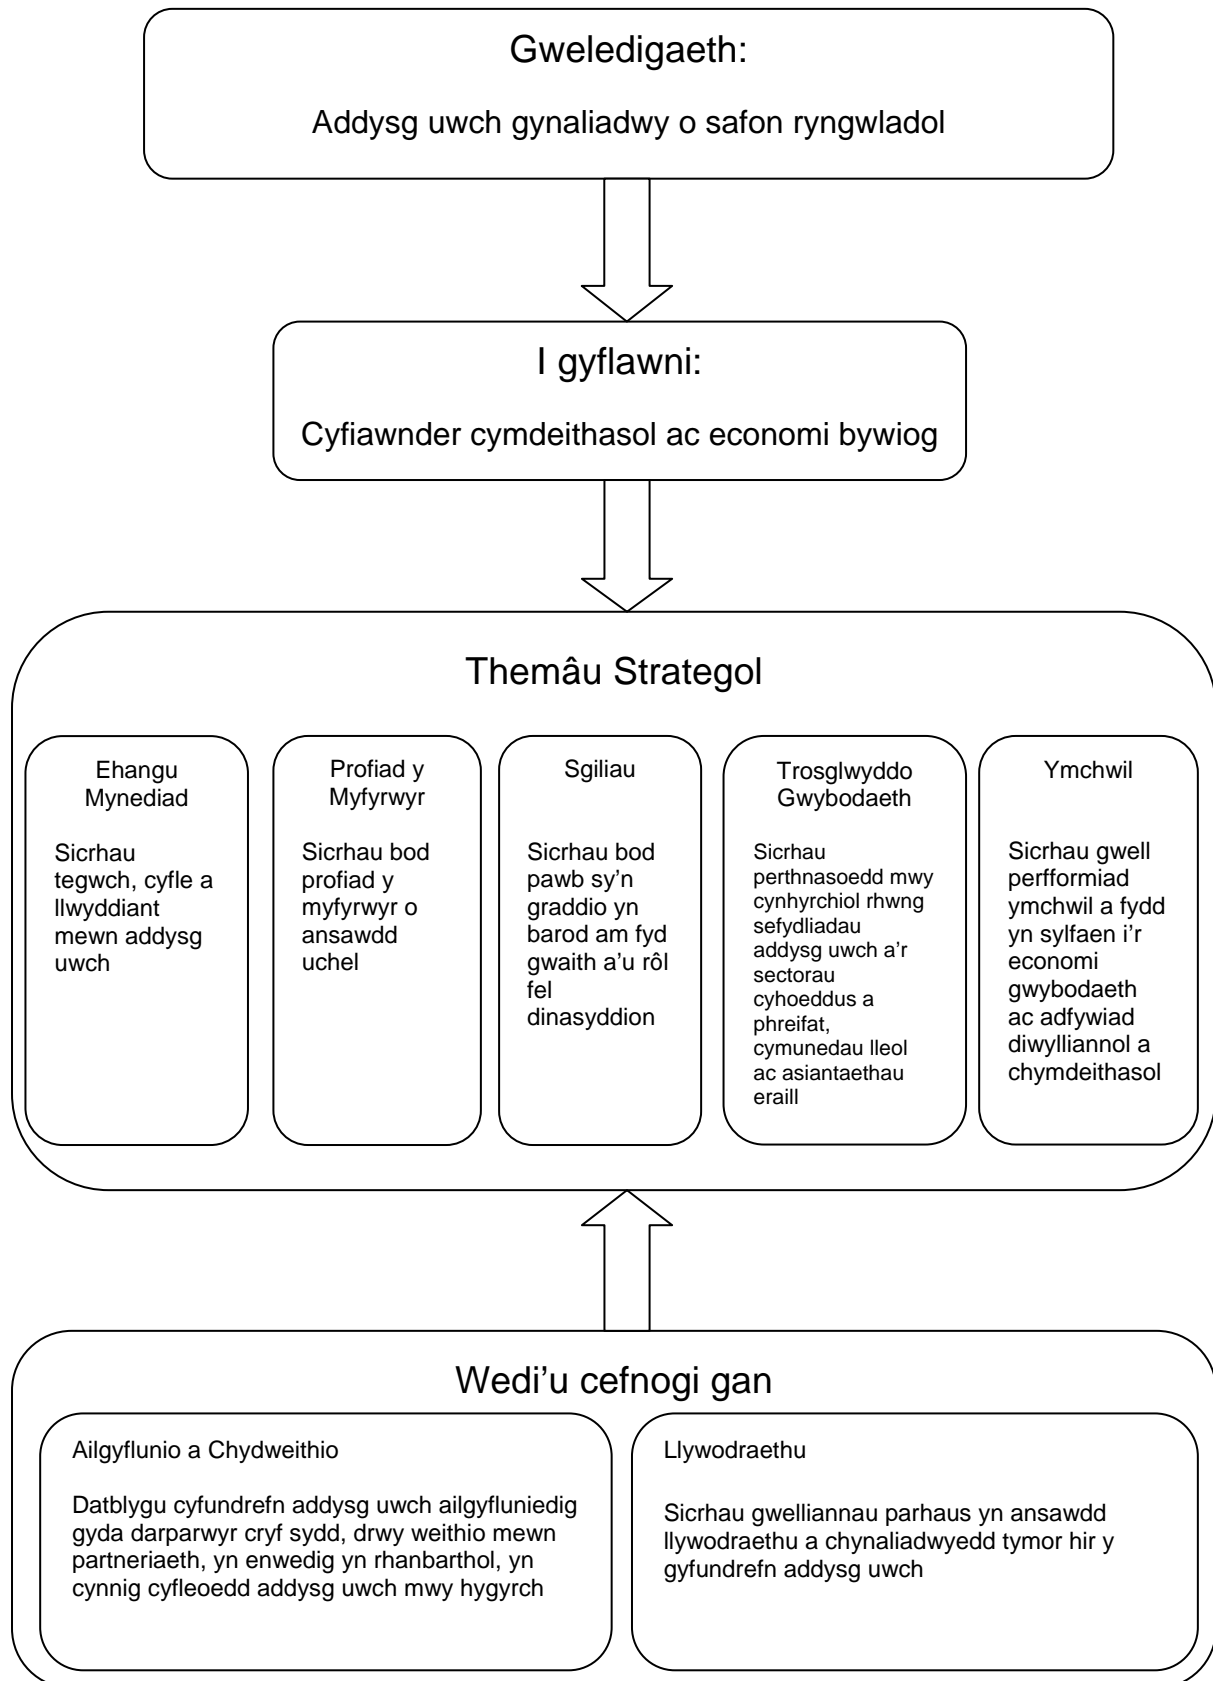 Gweledigaeth:
Addysg uwch gynaliadwy o safon ryngwladol
I gyflawni:
Cyfiawnder cymdeithasol ac economi bywiog
Themâu Strategol
Ehangu
Mynediad
Sicrhau
tegwch, cyfle a
llwyddiant
mewn addysg
uwch
Profiad y
Myfyrwyr
Sicrhau bod
profiad y
myfyrwyr o
ansawdd
uchel
Sgiliau
Sicrhau bod
pawb sy’n
graddio yn
barod am fyd
gwaith a’u rôl
fel
dinasyddion
Trosglwyddo
Gwybodaeth
Sicrhau
perthnasoedd mwy
cynhyrchiol rhwng
sefydliadau
addysg uwch a’r
sectorau
cyhoeddus a
phreifat,
cymunedau lleol
ac asiantaethau
eraill
Ymchwil
Sicrhau gwell
perfformiad
ymchwil a fydd
yn sylfaen i’r
economi
gwybodaeth
ac adfywiad
diwylliannol a
chymdeithasol
Wedi’u cefnogi gan
Ailgyflunio a Chydweithio
Datblygu cyfundrefn addysg uwch ailgyfluniedig
gyda darparwyr cryf sydd, drwy weithio mewn
partneriaeth, yn enwedig yn rhanbarthol, yn
cynnig cyfleoedd addysg uwch mwy hygyrch
Llywodraethu
Sicrhau gwelliannau parhaus yn ansawdd
llywodraethu a chynaliadwyedd tymor hir y
gyfundrefn addysg uwch